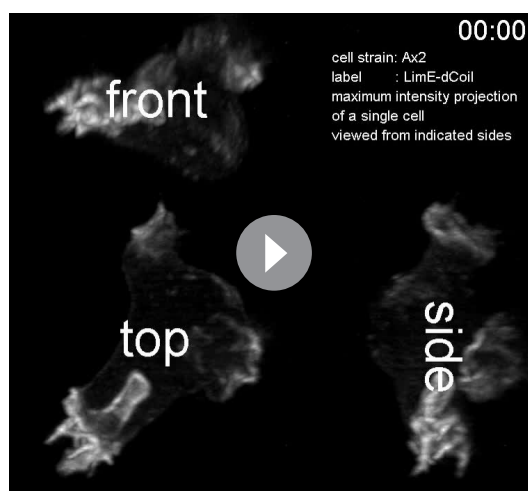 00:00
cell strain: Ax2
label : LimE-dCoil
maximum intensity projection
of a single cell
viewed from indicated sides
front
top
side